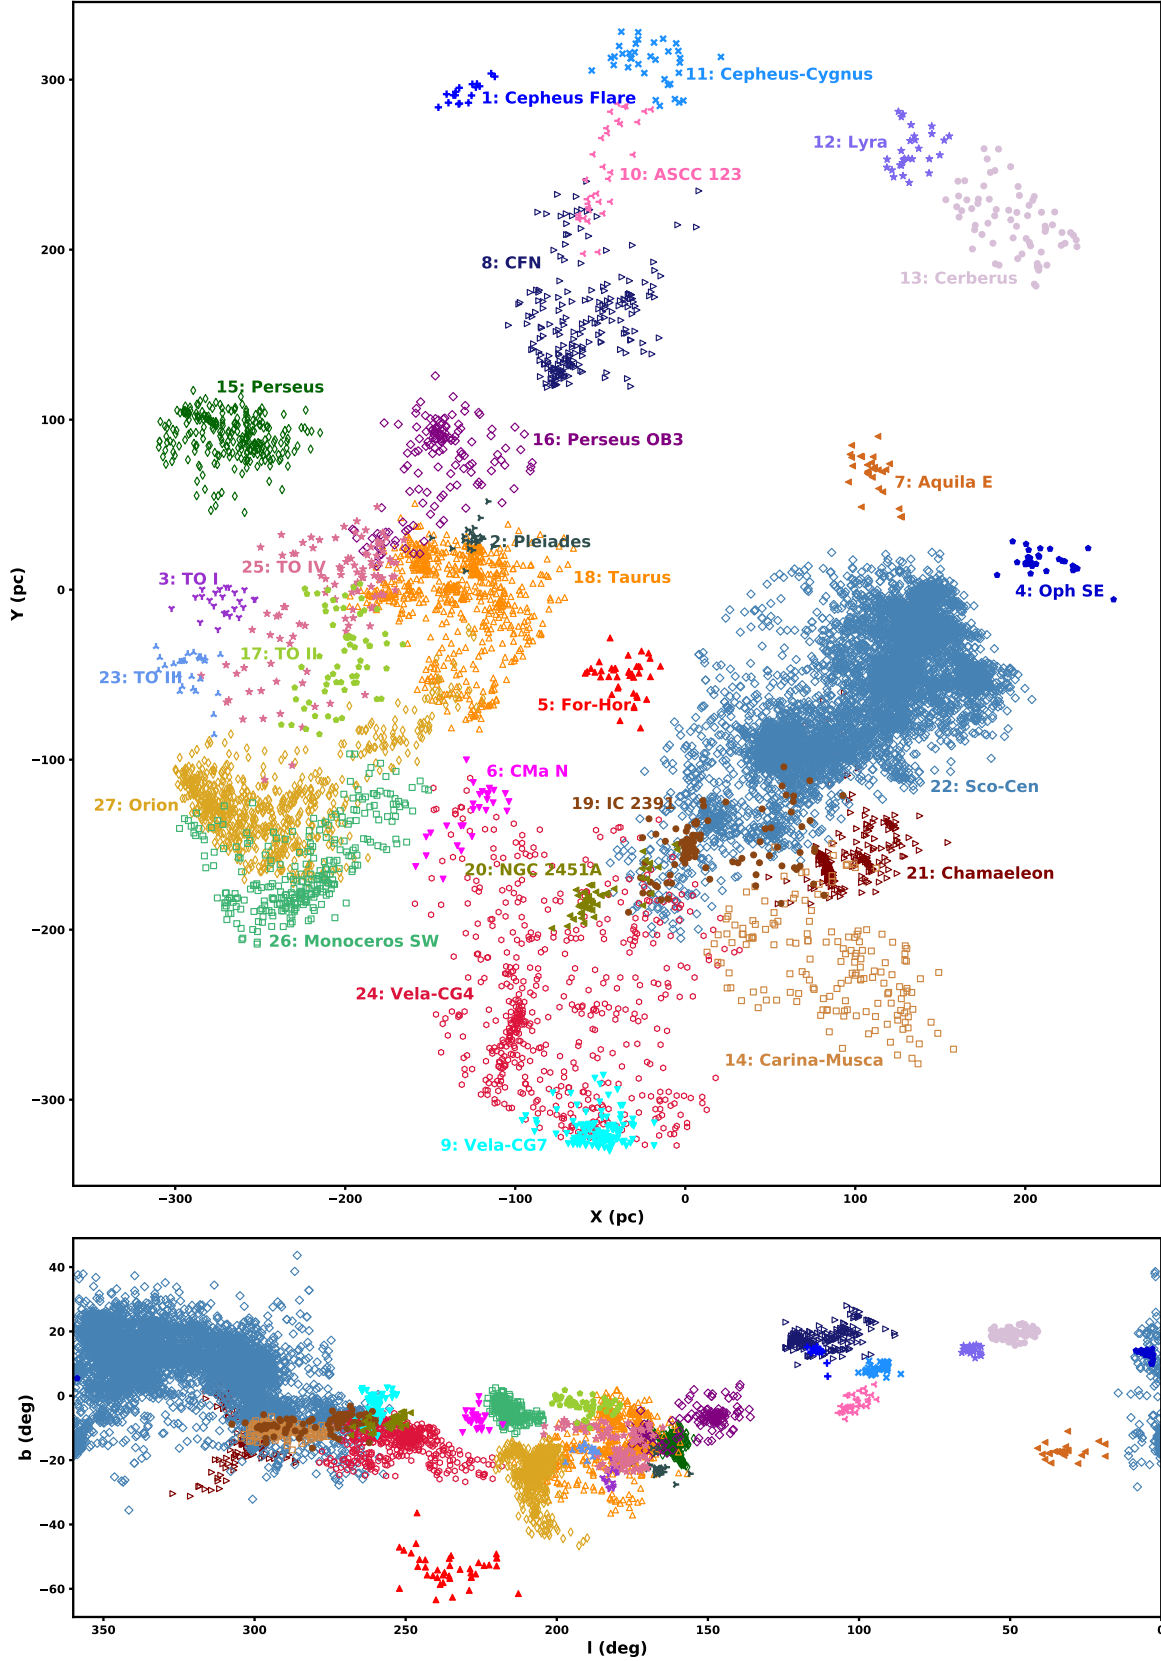 300
11: Cepheus-Cygnus
1: Cepheus Flare
12: Lyra
10: ASCC 123
200
8: CFN
13: Cerberus
15: Perseus
100
16: Perseus OB3
7: Aquila E
2: Pleiades
25: TO IV
3: TO I
18: Taurus
Y (pc)
0
4: Oph SE
17: TO II
23: TO III
5: For-Hor
−100
6: CMa N
22: Sco-Cen
27: Orion
19: IC 2391
20: NGC 2451A
21: Chamaeleon
−200
26: Monoceros SW
24: Vela-CG4
14: Carina-Musca
−300
9: Vela-CG7
−300 −200 −100 0 100 200
X (pc)
40
20
0
b (deg)
−20
−40
−60
350 300 250 200 150 100 50 0
l (deg)